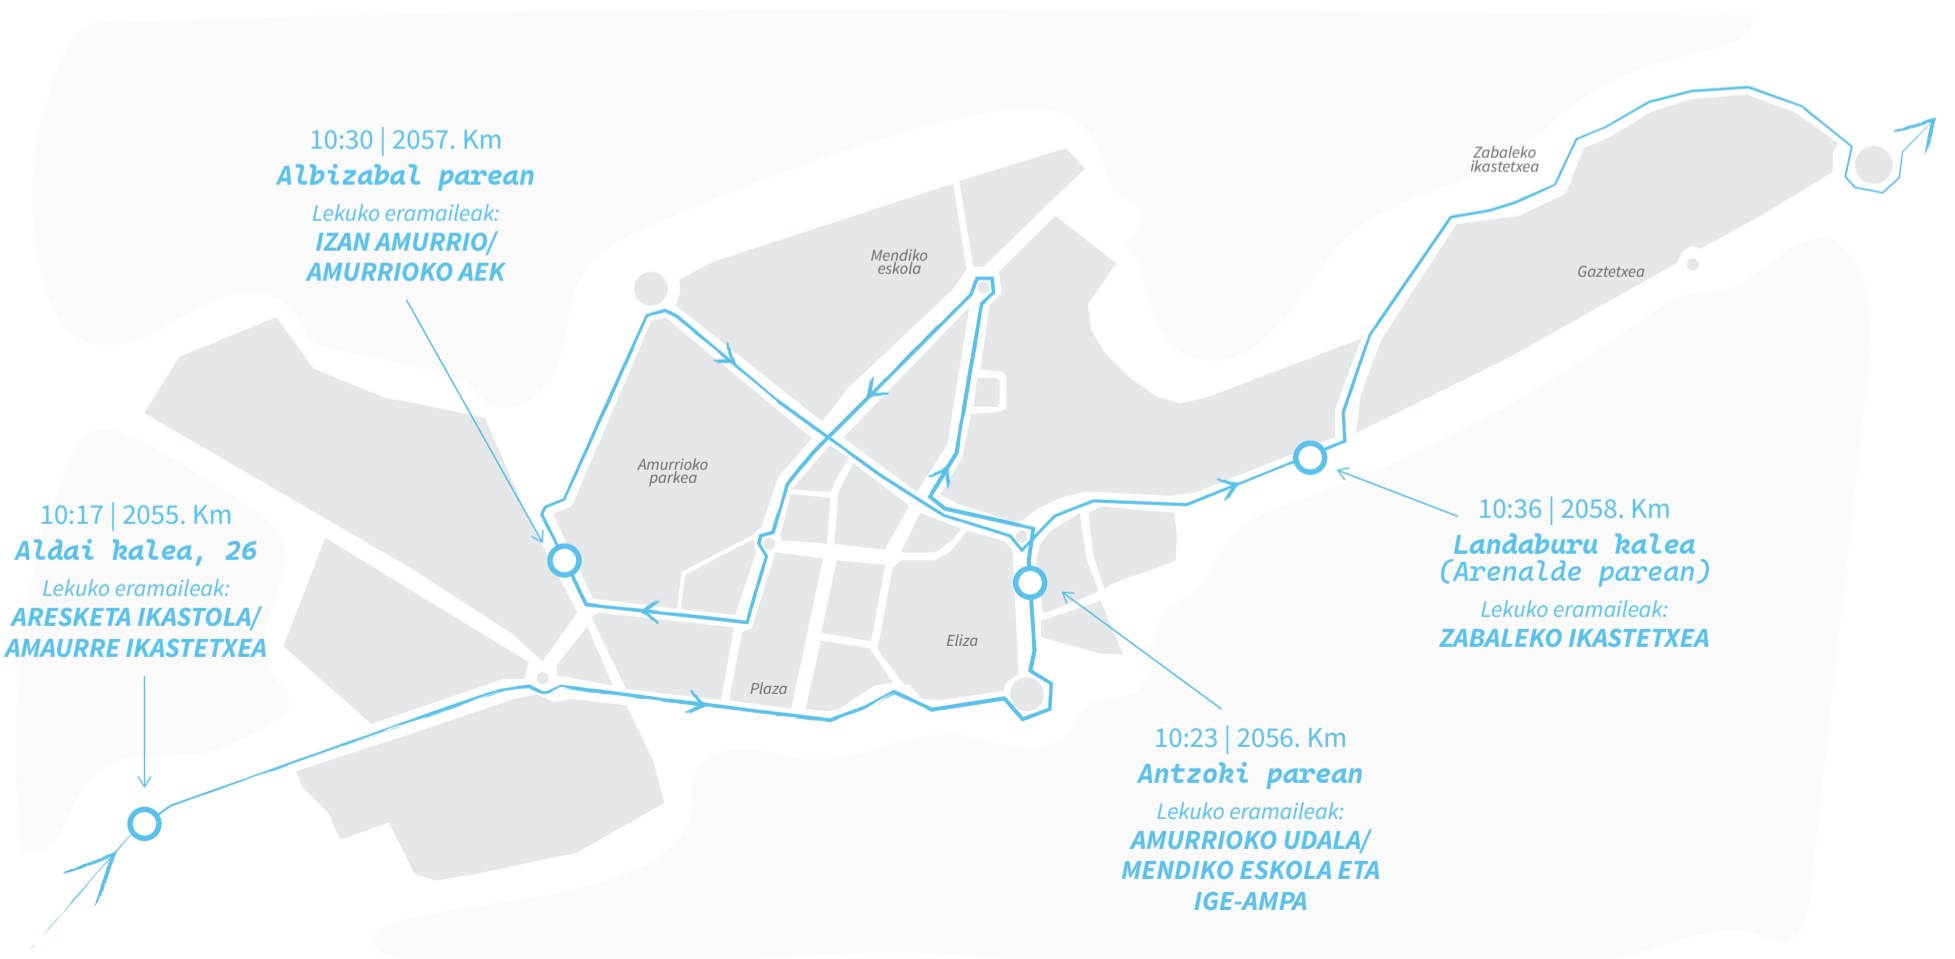 10:30 | 2057. Km
Albizabal parean
Lekuko eramaileak:
IZAN AMURRIO/
AMURRIOKO AEK
Mendiko
eskola
Zabaleko
ikastetxea
Gaztetxea
Amurrioko
parkea
10:17 | 2055. Km
Aldai kalea, 26
Lekuko eramaileak:
ARESKETA IKASTOLA/
AMAURRE IKASTETXEA
10:36 | 2058. Km
Landaburu kalea
(Arenalde parean)
Lekuko eramaileak:
ZABALEKO IKASTETXEA
Eliza
Plaza
10:23 | 2056. Km
Antzoki parean
Lekuko eramaileak:
AMURRIOKO UDALA/
MENDIKO ESKOLA ETA
IGE-AMPA